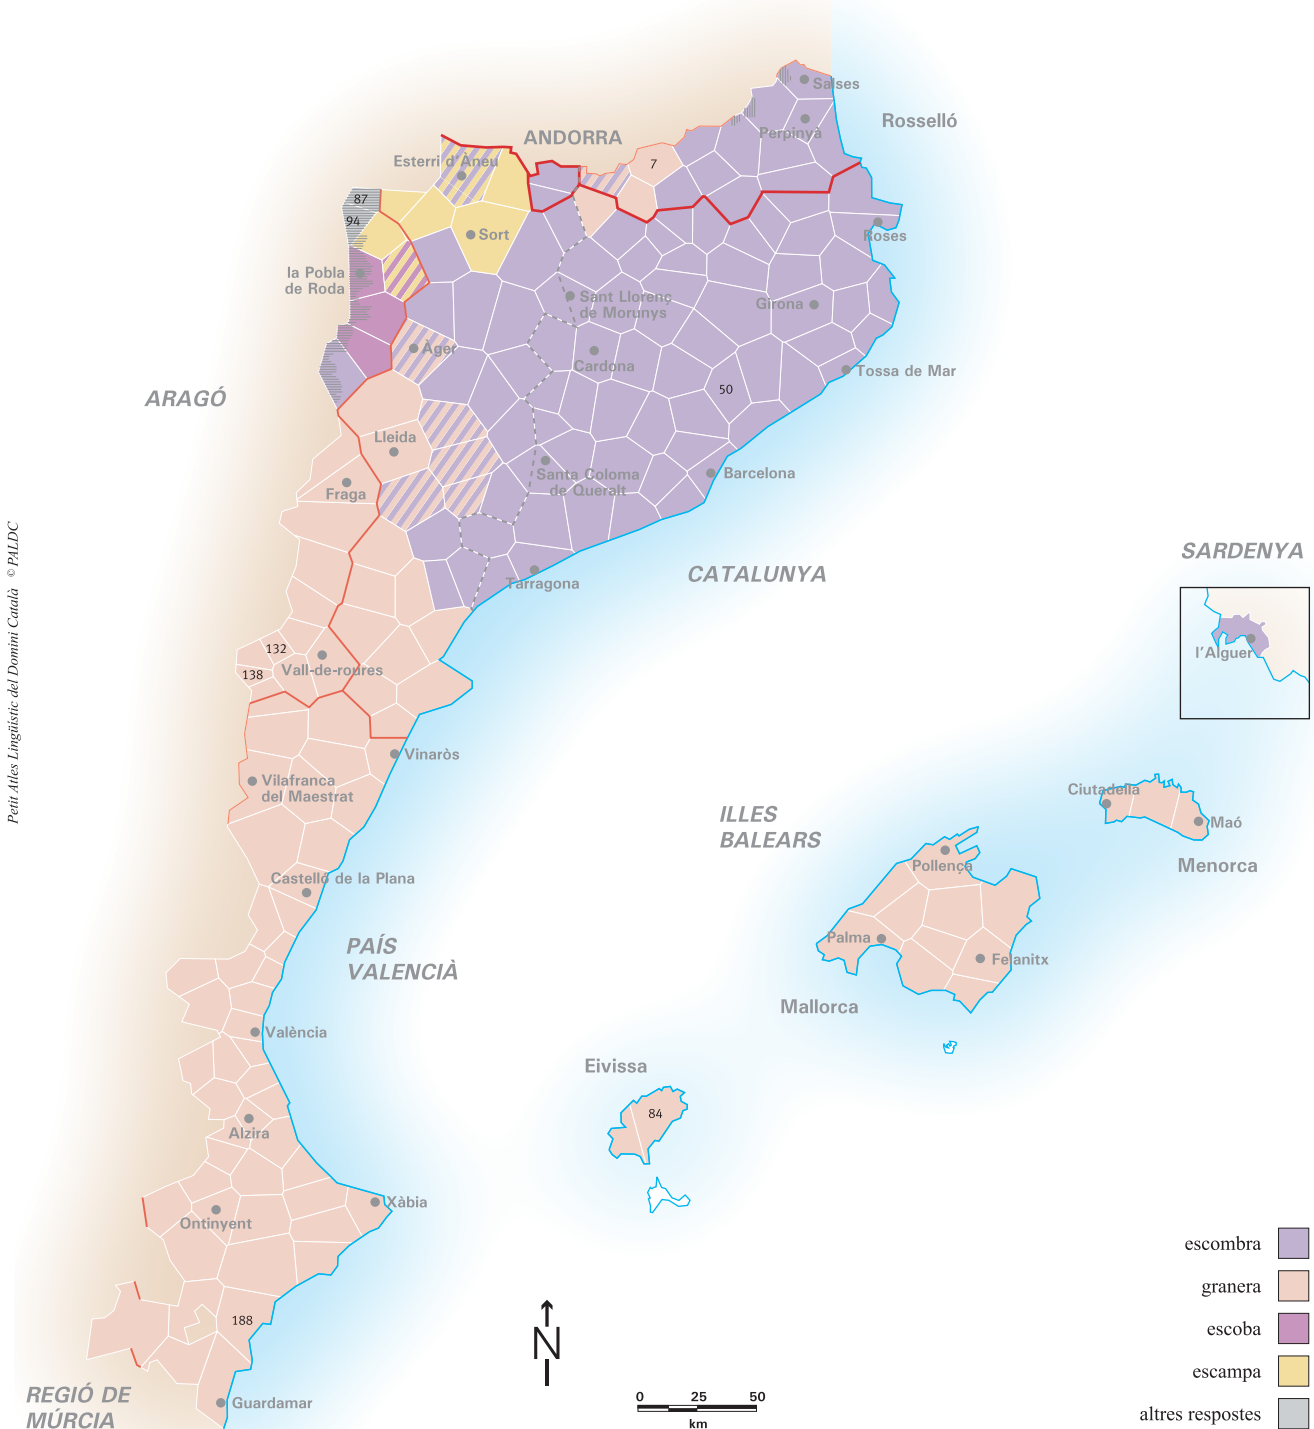 Salses
Rosselló
Perpinyà
ANDORRA
Esterri d'Àneu
7
87
94
Sort
Roses
la Pobla
de Roda
Sant Llorenç
de Morunys
Girona
Àger
Cardona
Tossa de Mar
50
ARAGÓ
Lleida
Fraga
Santa Coloma
de Queralt
Barcelona
Petit Atles Lingüístic del Domini Català © PALDC
SARDENYA
CATALUNYA
Tarragona
l'Alguer
132
138
Vall-de-roures
Vinaròs
Vilafranca
del Maestrat
Ciutadella
Maó
Menorca
ILLES
BALEARS
Pollença
Castelló de la Plana
Palma
Felanitx
PAÍS
VALENCIÀ
Mallorca
València
Eivissa
84
Alzira
Xàbia
Ontinyent
188
escombra
granera
escoba
escampa
altres respostes
N
0 25 50
km
REGIÓ DE
MÚRCIA
Guardamar